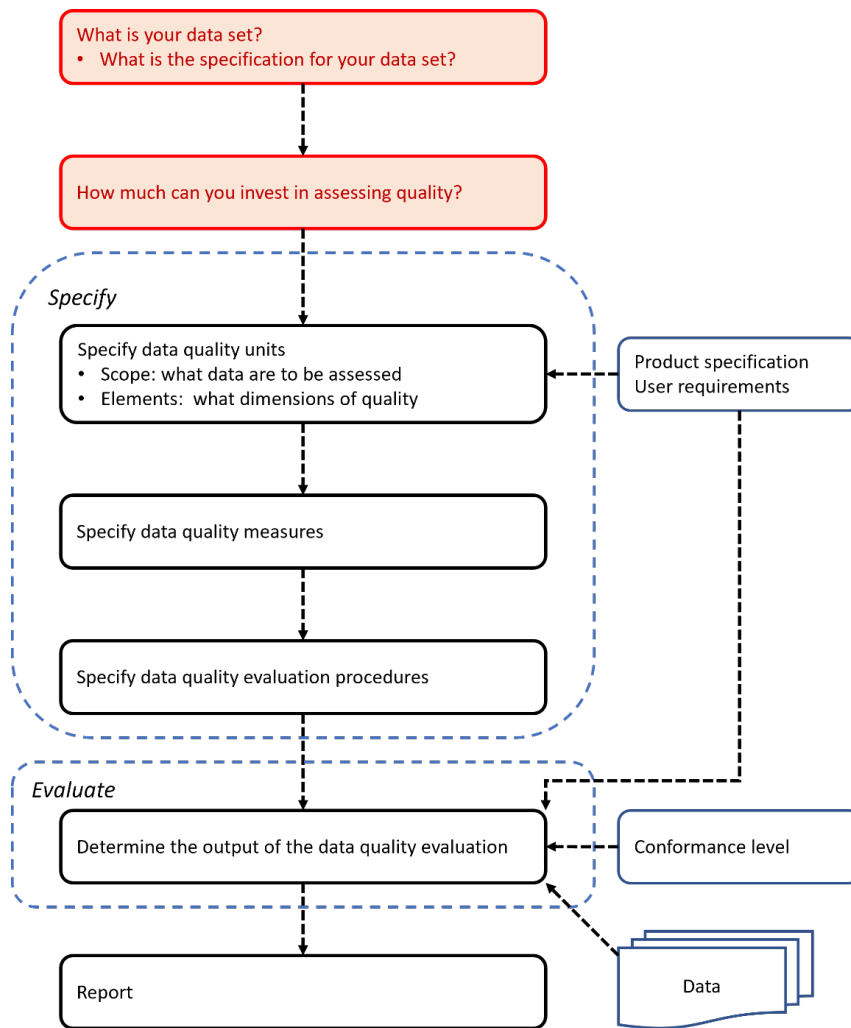 What is your data set?
• What is the specification for your data set?
How much can you invest in assessing quality?
Specify
Specify data quality units
• Scope: what data are to be assessed
• Elements: what dimensions of quality
Product specification
User requirements
Specify data quality measures
Specify data quality evaluation procedures
Evaluate
Determine the output of the data quality evaluation
Conformance level
Report
Data